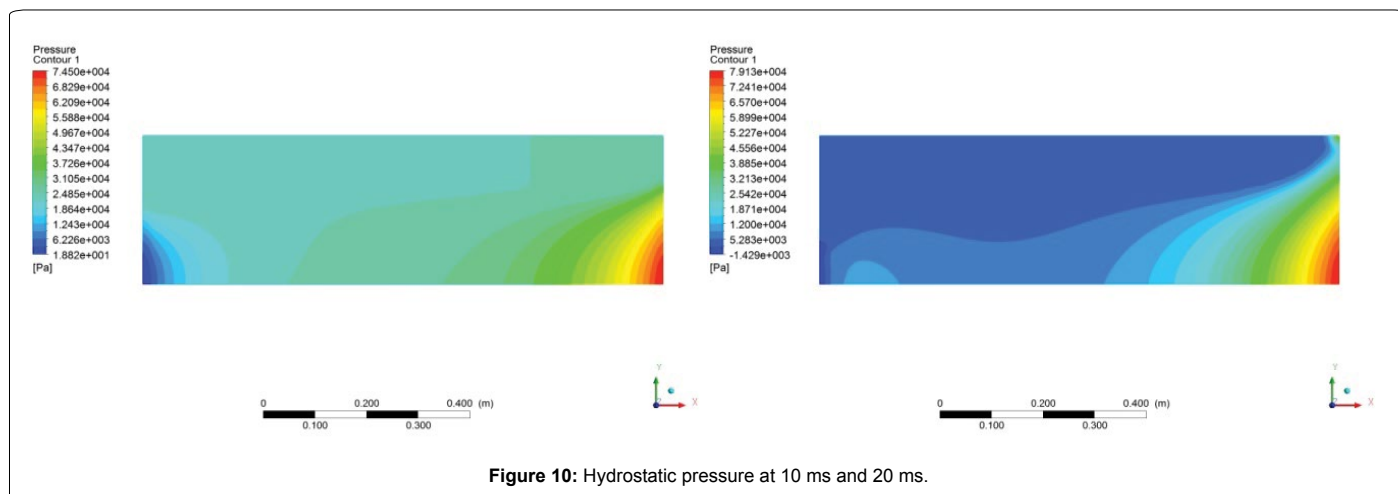 Pressure
Contour 1
7.450e+004
6.829e+004
6.209e+004
5.588e+004
4.967e+004
4.347e+004
3.726e+004
3.105e+004
2.485e+004
1.864e+004
1.243e+004
6.226e+003
1.882e+001
[Pa]
0 0.200 0.400 (m)
0.100 0.300
Y
X
Pressure
Contour 1
7.913e+004
7.241e+004
6.570e+004
5.899e+004
5.227e+004
4.556e+004
3.885e+004
3.213e+004
2.542e+004
1.871e+004
1.200e+004
5.283e+003
-1.429e+003
[Pa]
0 0.200 0.400 (m)
0.100 0.300
Y
X
Figure 10: Hydrostatic pressure at 10 ms and 20 ms.